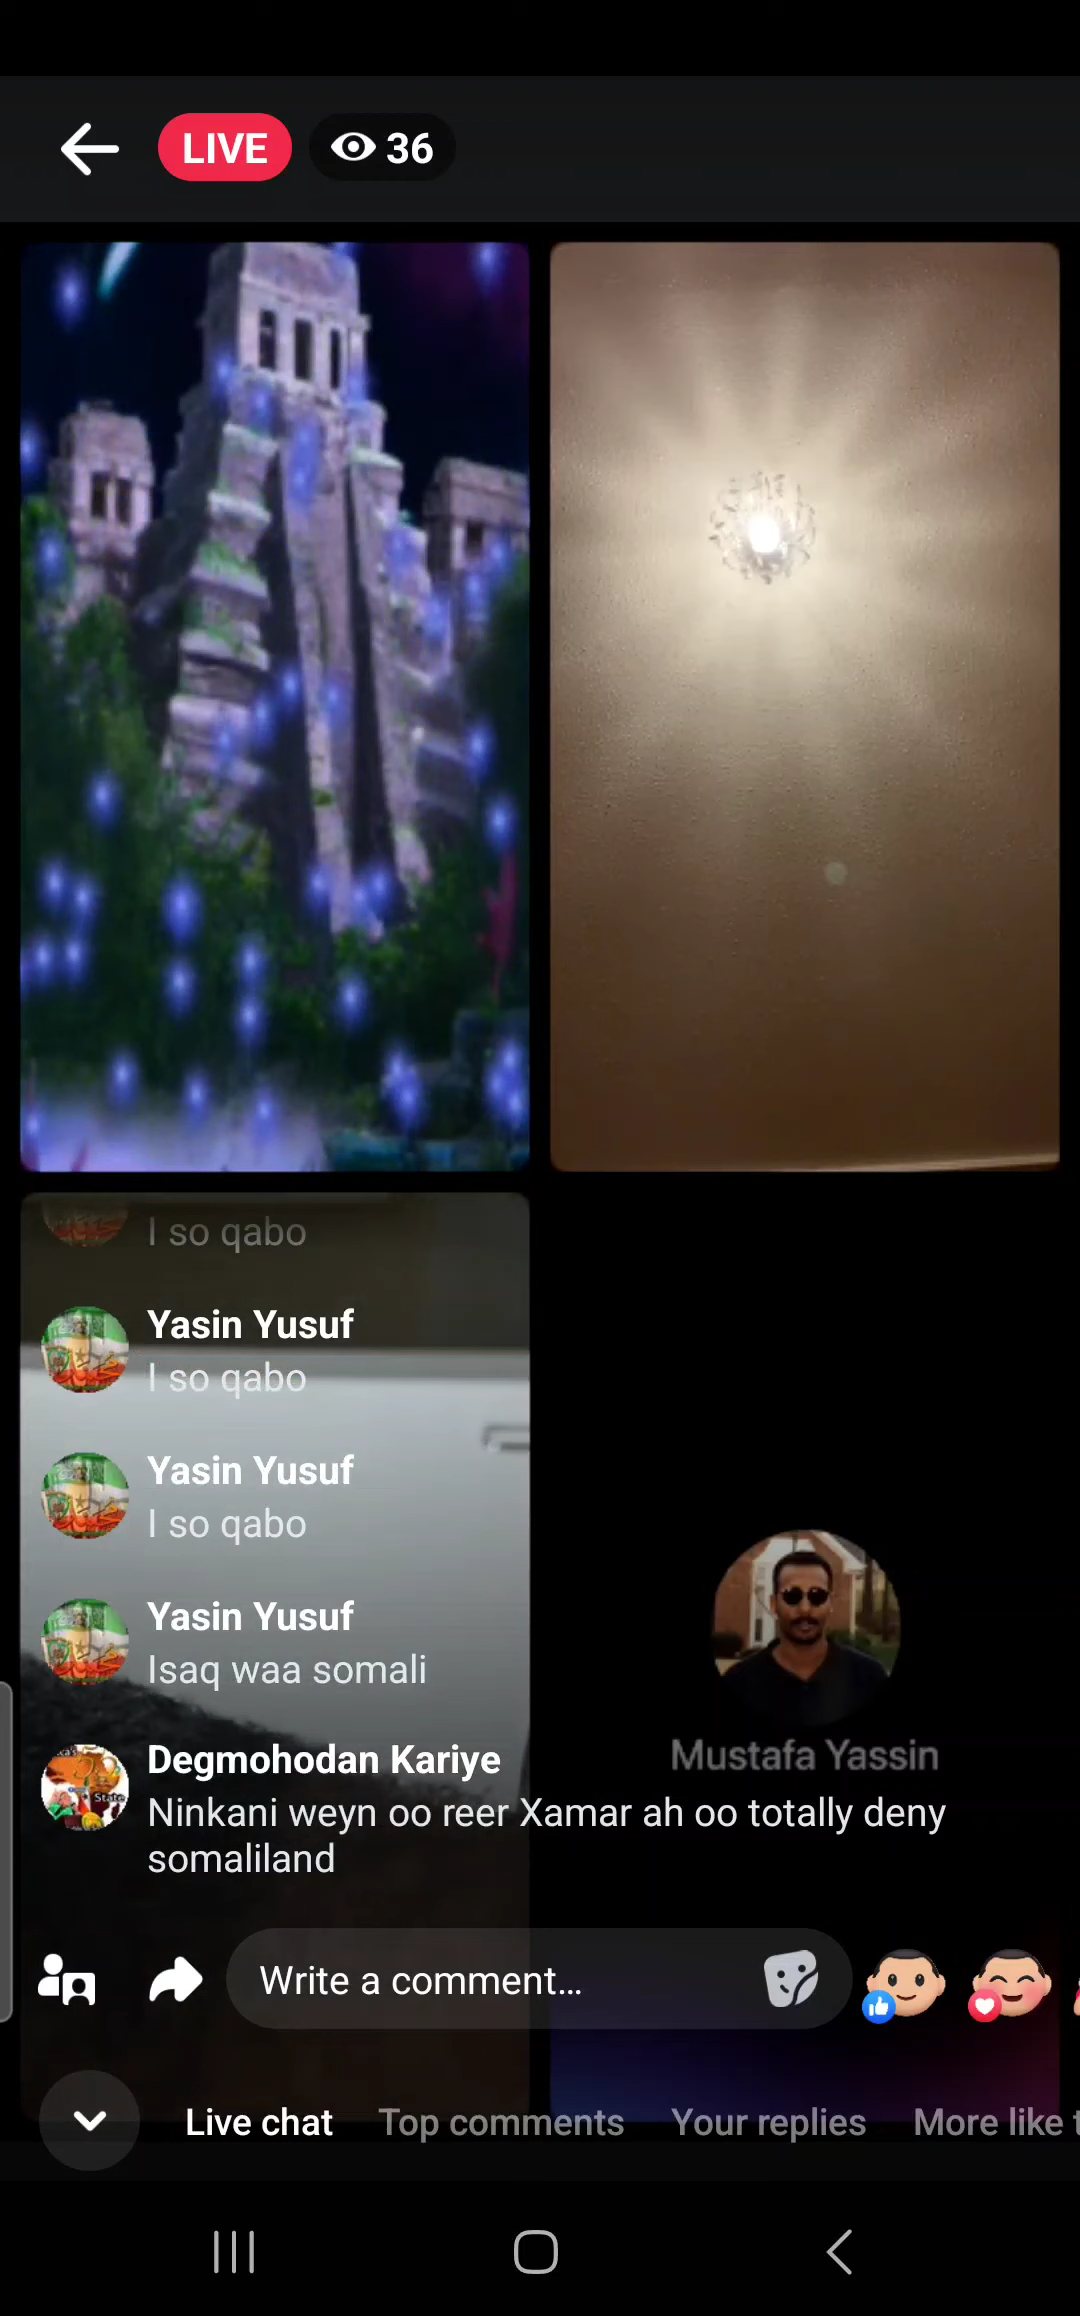 LIVE
36
I so qabo
Yasin Yusuf
I so qabo
Yasin Yusuf
I so qabo
Yasin Yusuf
Isaq waa somali
Mustafa Yassin
Degmohodan Kariye
Ninkani weyn oo reer Xamar ah oo totally deny
somaliland
Write a comment...
Live chat Top comments Your replies More like